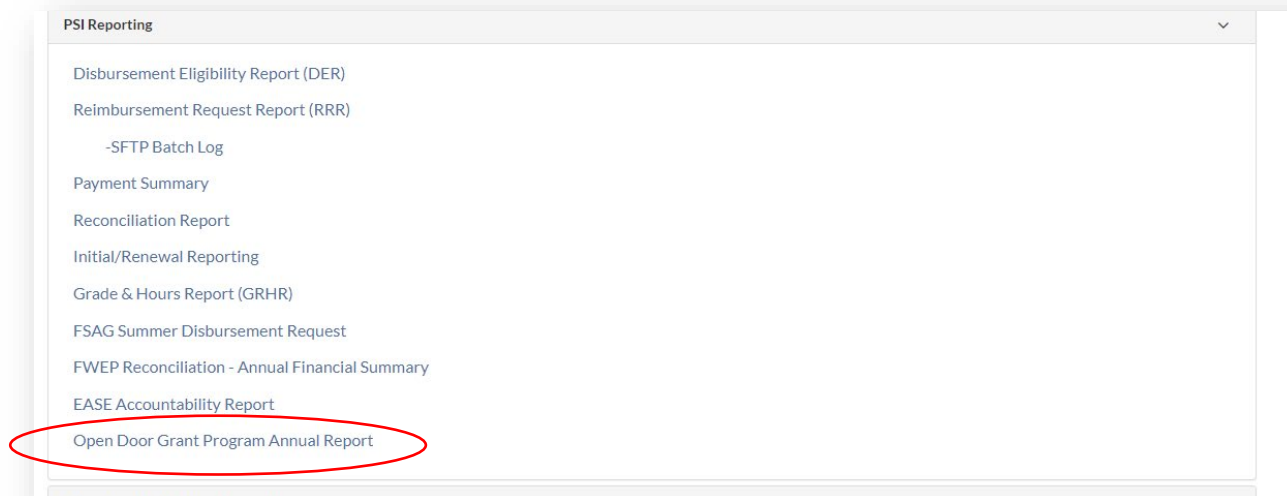 PSI Reporting
Disbursement Eligibility Report (DER)
Reimbursement Request Report (RRR)
-SFTP Batch Log
Payment Summary
Reconciliation Report
Initial/Renewal Reporting
Grade & Hours Report (GRHR)
FSAG Summer Disbursement Request
FWEP Reconciliation - Annual Financial Summary
EASE Accountability Report
Open Door Grant Program Annual Report